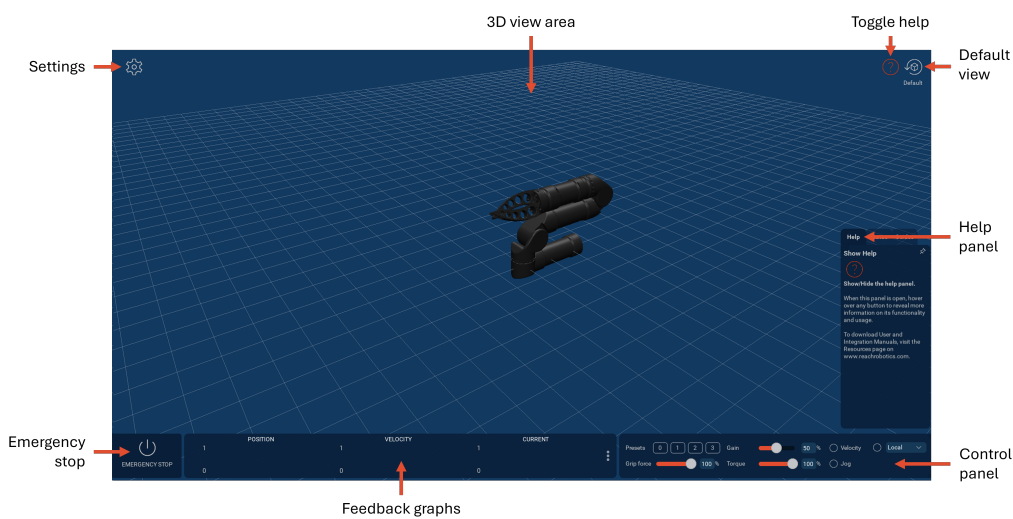 3D view area
Toggle help
Settings
Default
view
?
Default
Help
panel
Help
Show Help
?
Show/Hide the help panel.
When this panel is open, hover
over any button to reveal more
information on its functionality
and usage.
To download User and
Integration Manuals, visit the
Resources page on
www.reachrobotics.com.
Emergency
stop
EMERGENCY STOP
POSITION VELOCITY CURRENT
1 1 1
0 0 0
Presets 0 1 2 3 Gain 50 % Velocity Local
Grip force 100 % Torque 100 % Jog
Control
panel
Feedback graphs